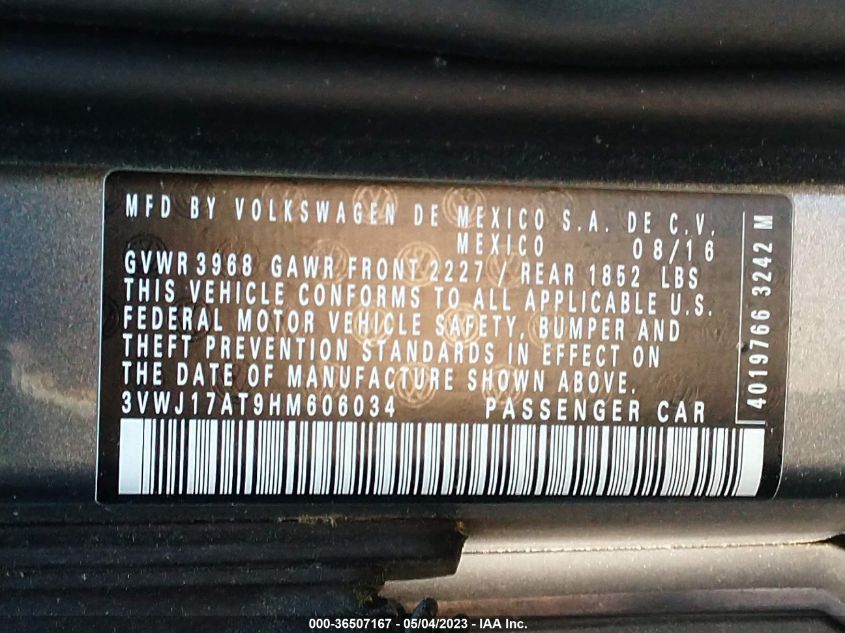 MFD BY VOLKSWAGEN DE MEXICO S.A. DE C.V.
MEXICO 08/16
GVWR 3968 GAWR FRONT 2227 / REAR 1852 LBS
THIS VEHICLE CONFORMS TO ALL APPLICABLE U.S.
FEDERAL MOTOR VEHICLE SAFETY, BUMPER AND
THEFT PREVENTION STANDARDS IN EFFECT ON
THE DATE OF MANUFACTURE SHOWN ABOVE.
3VWJ17AT9HM606034 PASSENGER CAR
4019766 3242 M
000-36507167 - 05/04/2023 - IAA Inc.